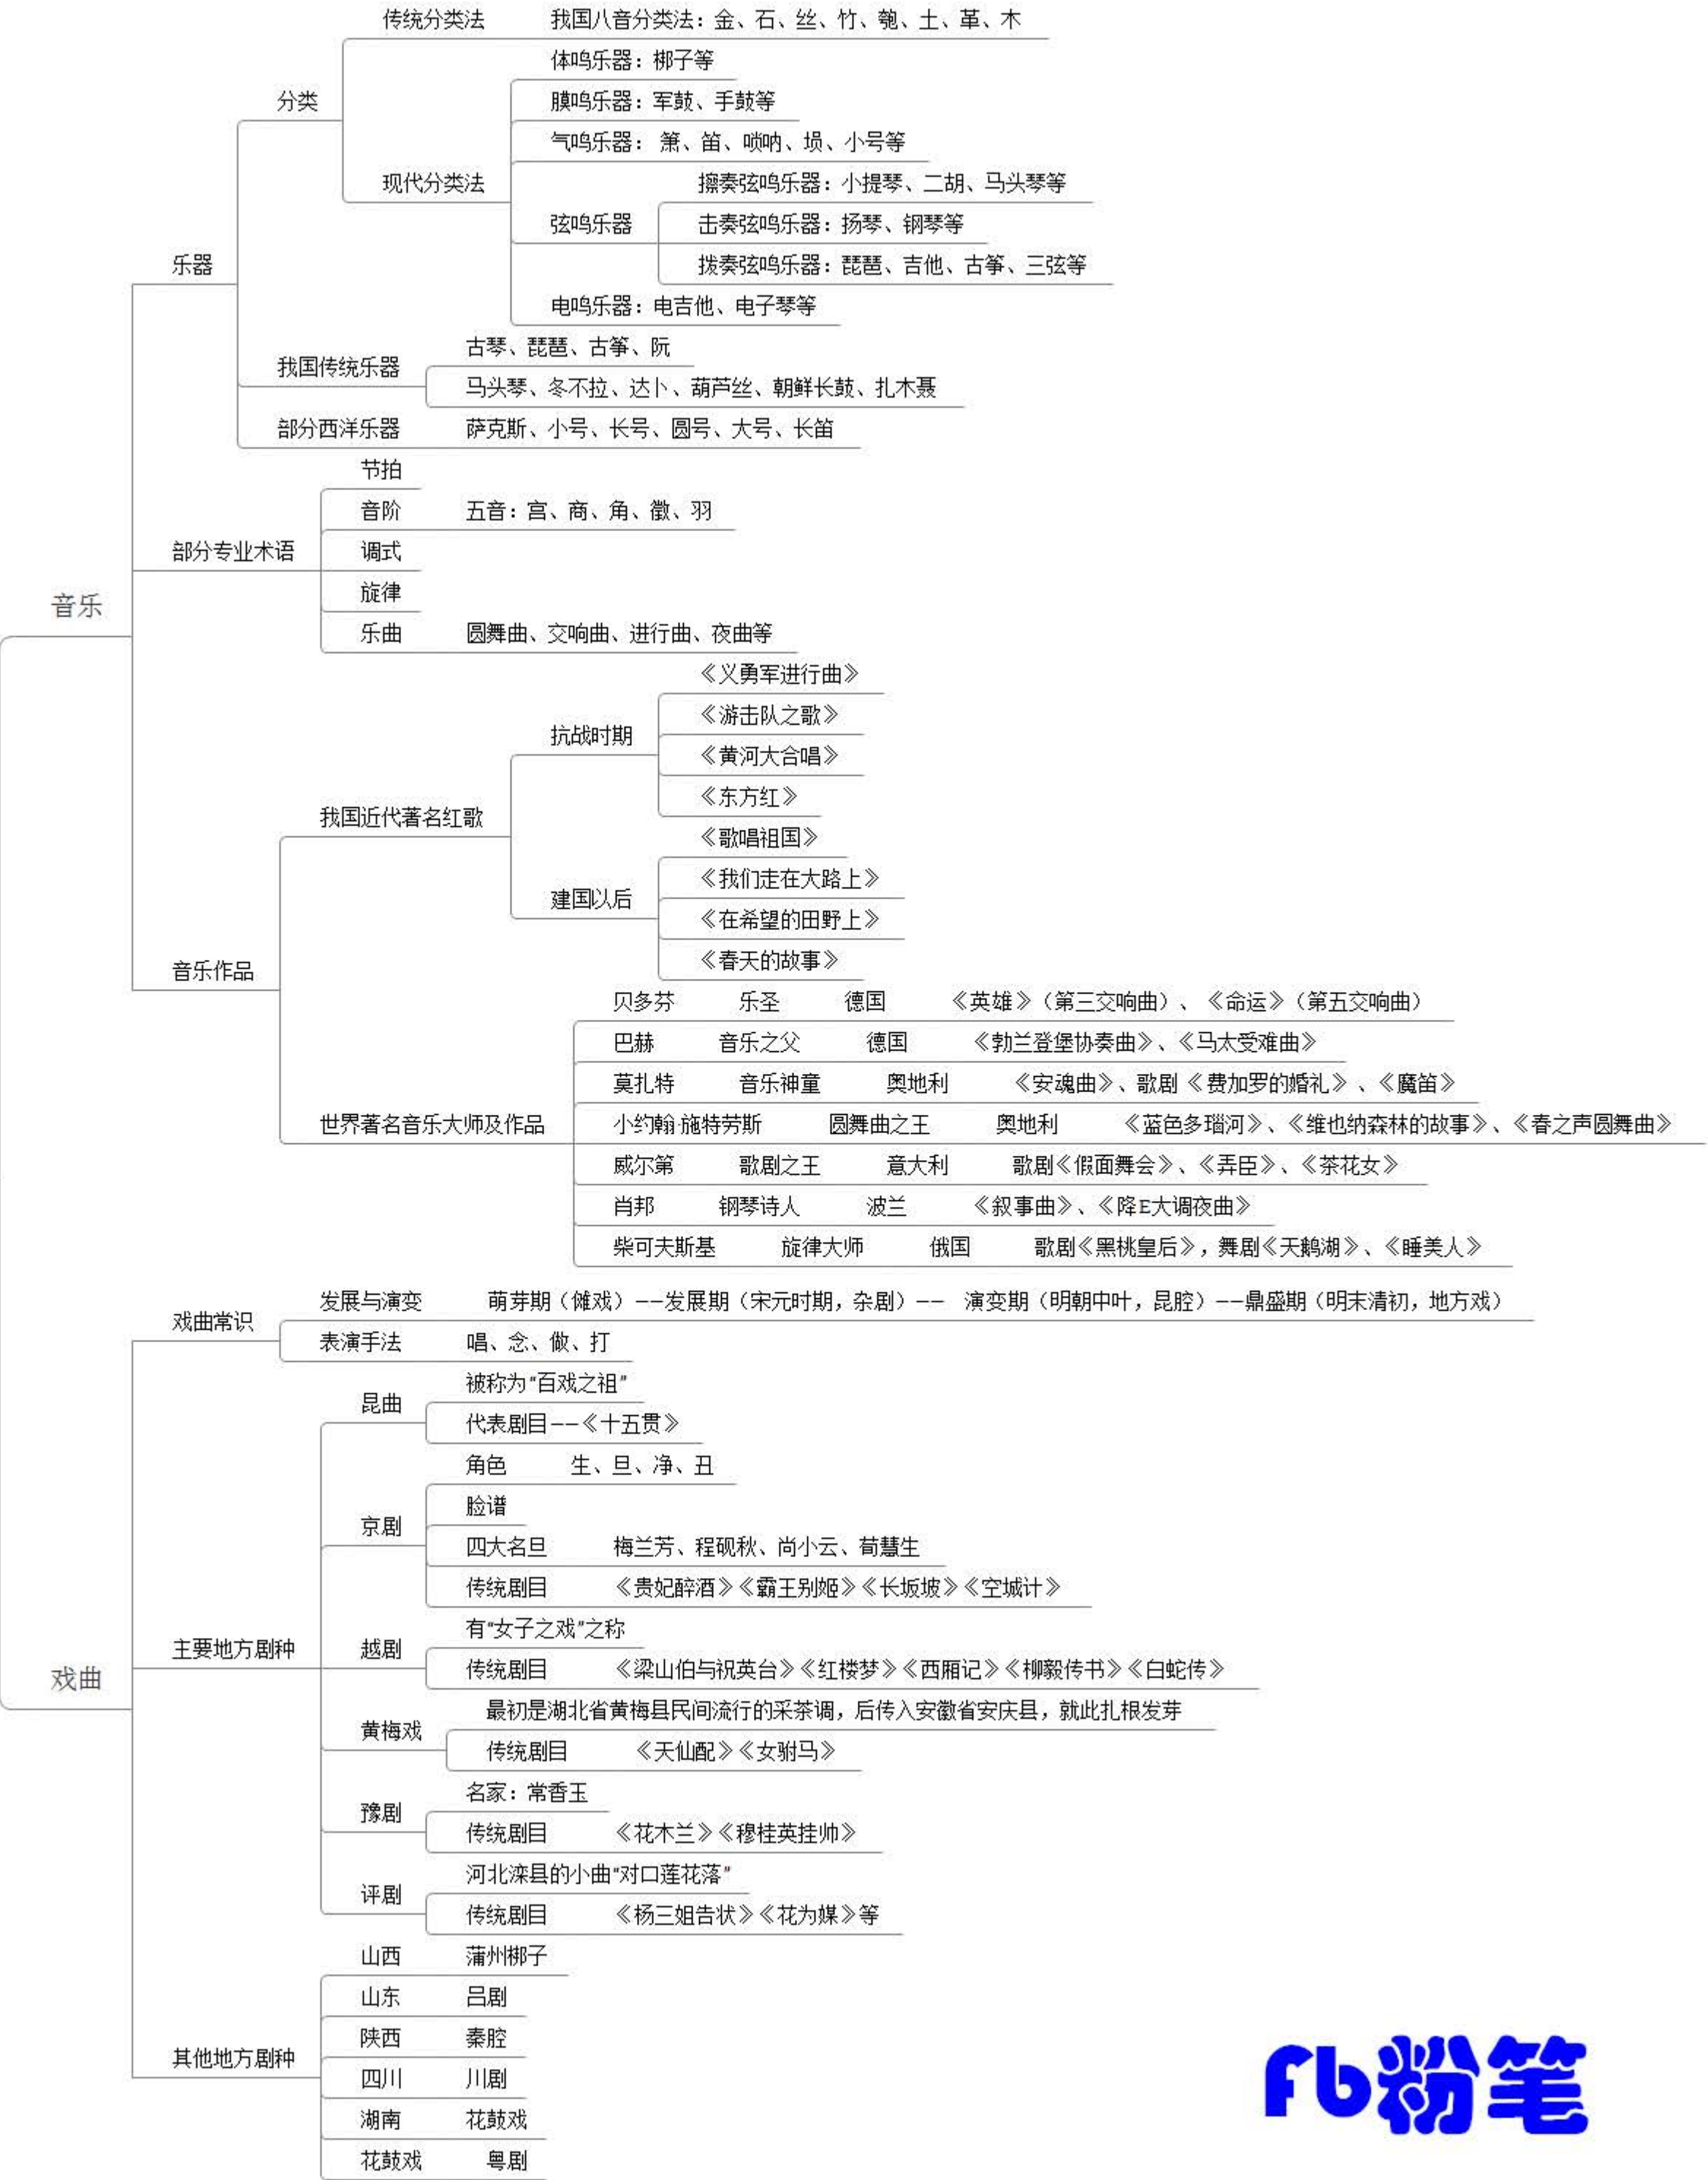 传统分类法 我国八音分类法：金、石、丝、竹、匏、土、革、木
体鸣乐器：梆子等
分类
膜鸣乐器：军鼓、手鼓等
气鸣乐器： 箫、笛、唢呐、埙、小号等
现代分类法
擦奏弦鸣乐器：小提琴、二胡、马头琴等
弦鸣乐器
击奏弦鸣乐器：扬琴、钢琴等
乐器
拨奏弦鸣乐器：琵琶、吉他、古筝、三弦等
电鸣乐器：电吉他、电子琴等
我国传统乐器
古琴、琵琶、古筝、阮
马头琴、冬不拉、达卜、葫芦丝、朝鲜长鼓、扎木聂
部分西洋乐器 萨克斯、小号、长号、圆号、大号、长笛
节拍
音阶 五音：宫、商、角、徵、羽
部分专业术语
调式
音乐
旋律
乐曲 圆舞曲、交响曲、进行曲、夜曲等
《义勇军进行曲》
抗战时期
《游击队之歌》
《黄河大合唱》
《东方红》
我国近代著名红歌
《歌唱祖国》
《我们走在大路上》
建国以后
《在希望的田野上》
《春天的故事》
音乐作品
贝多芬 乐圣 德国 《英雄》（第三交响曲）、《命运》（第五交响曲）
巴赫 音乐之父 德国 《勃兰登堡协奏曲》、《马太受难曲》
莫扎特 音乐神童 奥地利 《安魂曲》、歌剧《费加罗的婚礼》、《魔笛》
世界著名音乐大师及作品
小约翰·施特劳斯 圆舞曲之王 奥地利 《蓝色多瑙河》、《维也纳森林的故事》、《春之声圆舞曲》
威尔第 歌剧之王 意大利 歌剧《假面舞会》、《弄臣》、《茶花女》
肖邦 钢琴诗人 波兰 《叙事曲》、《降E大调夜曲》
柴可夫斯基 旋律大师 俄国 歌剧《黑桃皇后》，舞剧《天鹅湖》、《睡美人》
戏曲常识
发展与演变 萌芽期（傩戏）——发展期（宋元时期，杂剧）—— 演变期（明朝中叶，昆腔）——鼎盛期（明末清初，地方戏）
表演手法 唱、念、做、打
昆曲
被称为“百戏之祖”
代表剧目——《十五贯》
角色 生、旦、净、丑
京剧
脸谱
四大名旦 梅兰芳、程砚秋、尚小云、荀慧生
传统剧目 《贵妃醉酒》《霸王别姬》《长坂坡》《空城计》
主要地方剧种
越剧
有“女子之戏”之称
传统剧目 《梁山伯与祝英台》《红楼梦》《西厢记》《柳毅传书》《白蛇传》
戏曲
黄梅戏
最初是湖北省黄梅县民间流行的采茶调，后传入安徽省安庆县，就此扎根发芽
传统剧目 《天仙配》《女驸马》
豫剧
名家：常香玉
传统剧目 《花木兰》《穆桂英挂帅》
评剧
河北滦县的小曲“对口莲花落”
传统剧目 《杨三姐告状》《花为媒》等
山西 蒲州梆子
山东 吕剧
陕西 秦腔
其他地方剧种
四川 川剧
湖南 花鼓戏
花鼓戏 粤剧
Fb粉笔